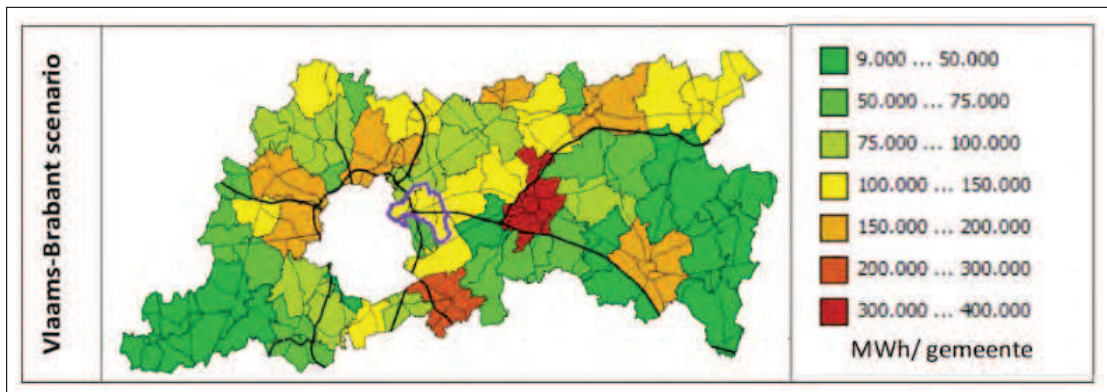 Vlaams-Brabant scenario
9.000 ... 50.000
50.000 ... 75.000
75.000 ... 100.000
100.000 ... 150.000
150.000 ... 200.000
200.000 ... 300.000
300.000 ... 400.000
MWh/ gemeente